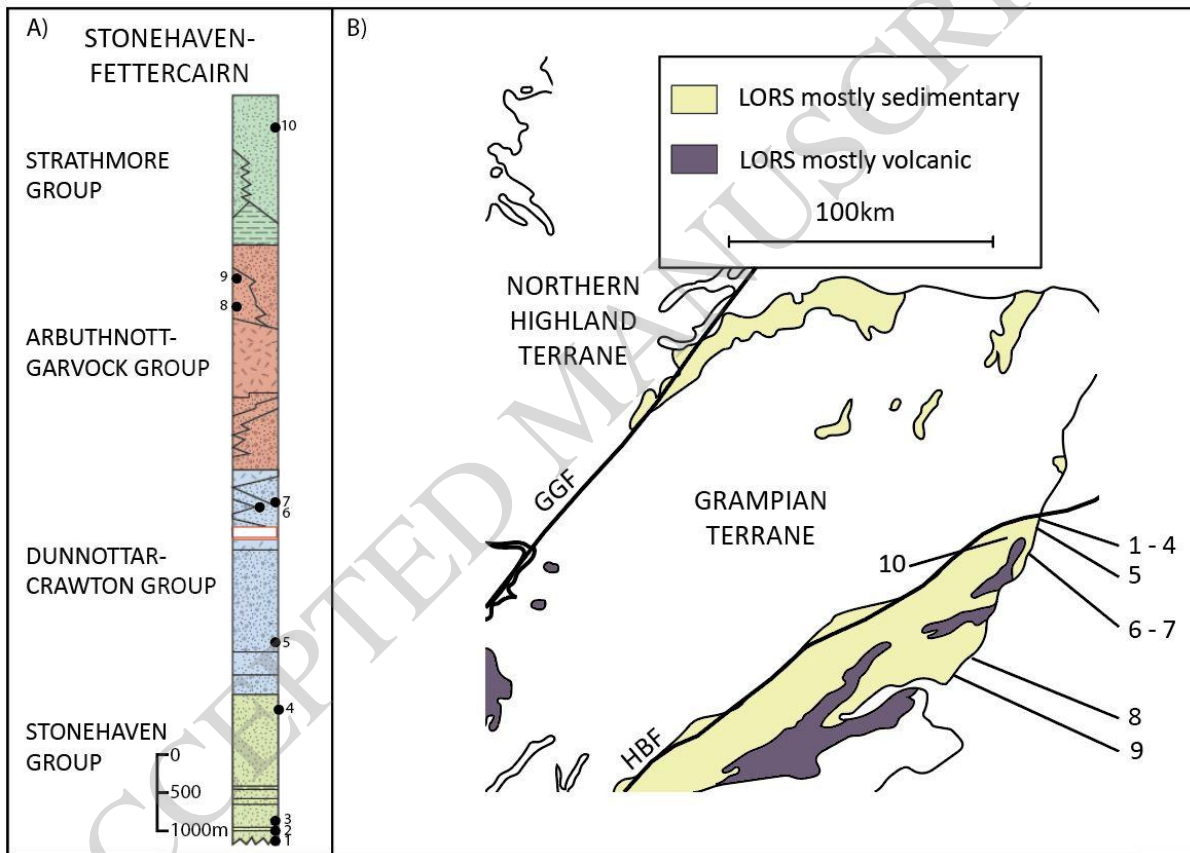 A)
STONEHAVEN-
FETTERCAIRN
STRATHMORE
GROUP
ARBUTHNOTT-
GARVOCK GROUP
DUNNOTTAR-
CRAWTON GROUP
STONEHAVEN
GROUP
0
500
1000m
10
9
8
7
6
5
4
3
2
1
B)
LORS mostly sedimentary
LORS mostly volcanic
100km
NORTHERN
HIGHLAND
TERRANE
GGF
GRAMPIAN
TERRANE
HBF
10
1 - 4
5
6 - 7
8
9
CCEPTED MANUSCRI